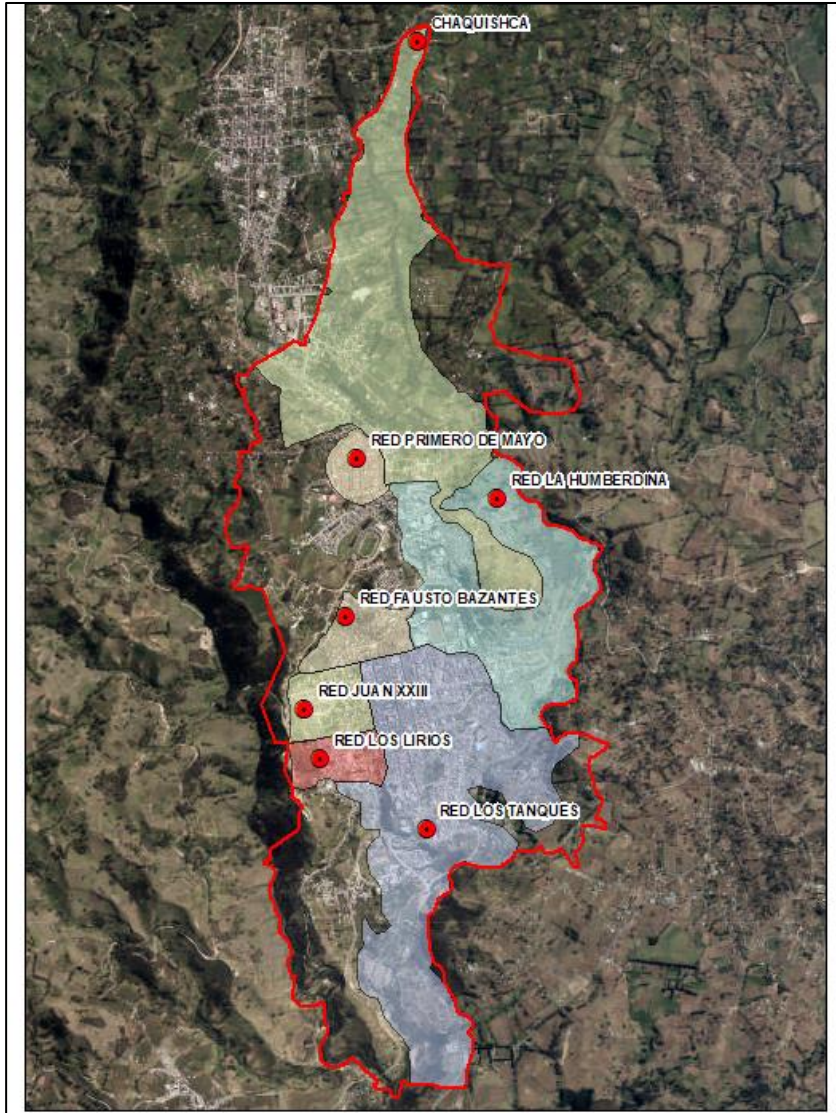 CHAQUISHCA
RED PRIMERO DE MAYO
RED LA HUMBERDINA
RED FAUSTO BAZANTES
RED JUAN XXIII
RED LOS LIRIOS
RED LOS TANQUES